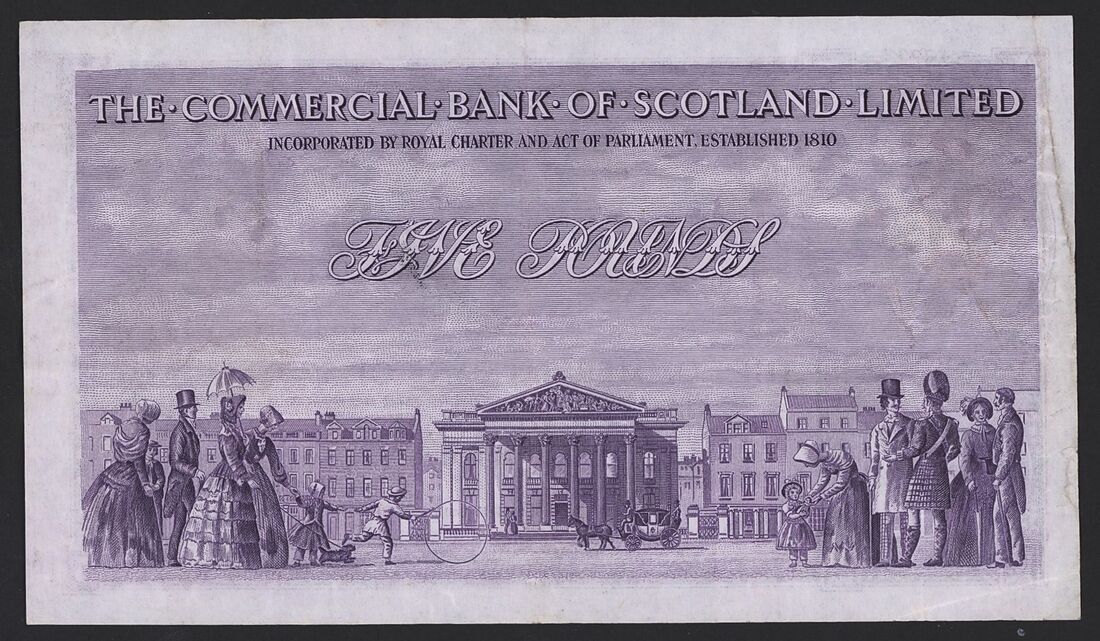 THE·COMMERCIAL·BANK·OF·SCOTLAND·LIMITED
INCORPORATED BY ROYAL CHARTER AND ACT OF PARLIAMENT, ESTABLISHED 1810
FIVE POUNDS